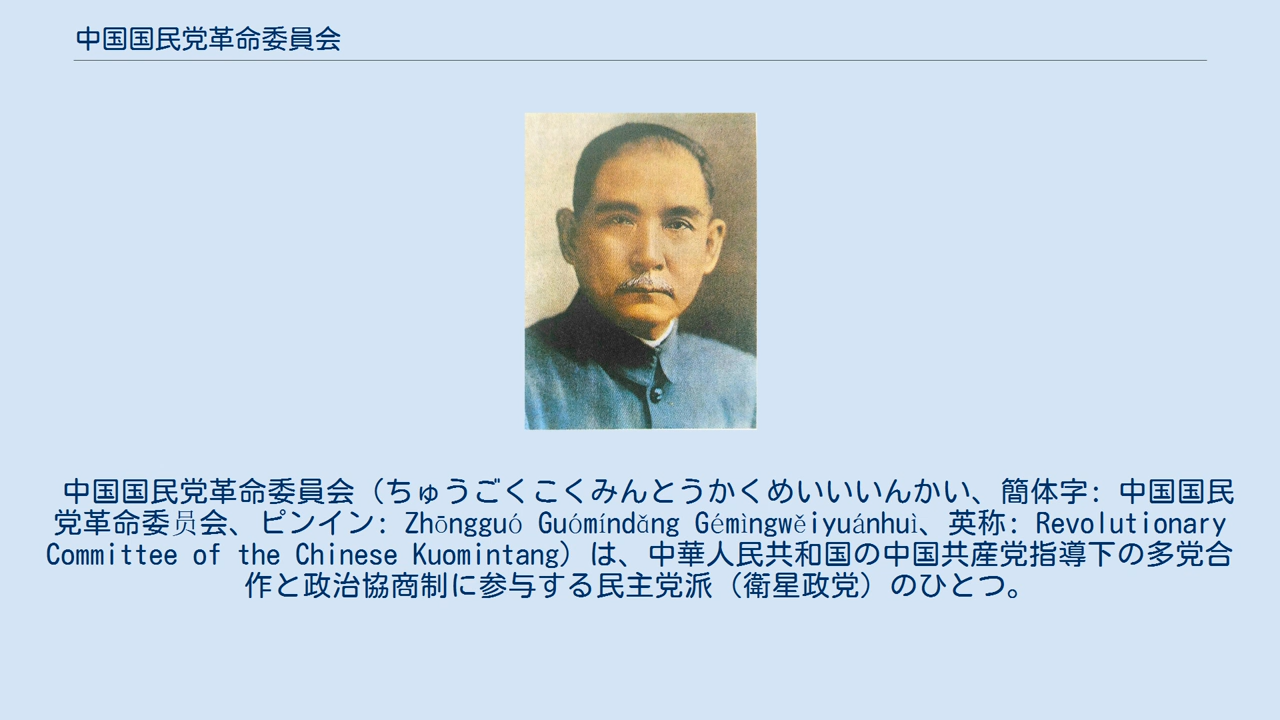 中国国民党革命委員会
中国国民党革命委員会（ちゅうごくこくみんとうかくめいいいんかい、簡体字: 中国国民
党革命委员会、ピンイン: Zhōngguó Guómíndǎng Gémìngwěiyuánhuì、英称: Revolutionary
Committee of the Chinese Kuomintang）は、中華人民共和国の中国共産党指導下の多党合
作と政治協商制に参与する民主党派（衛星政党）のひとつ。